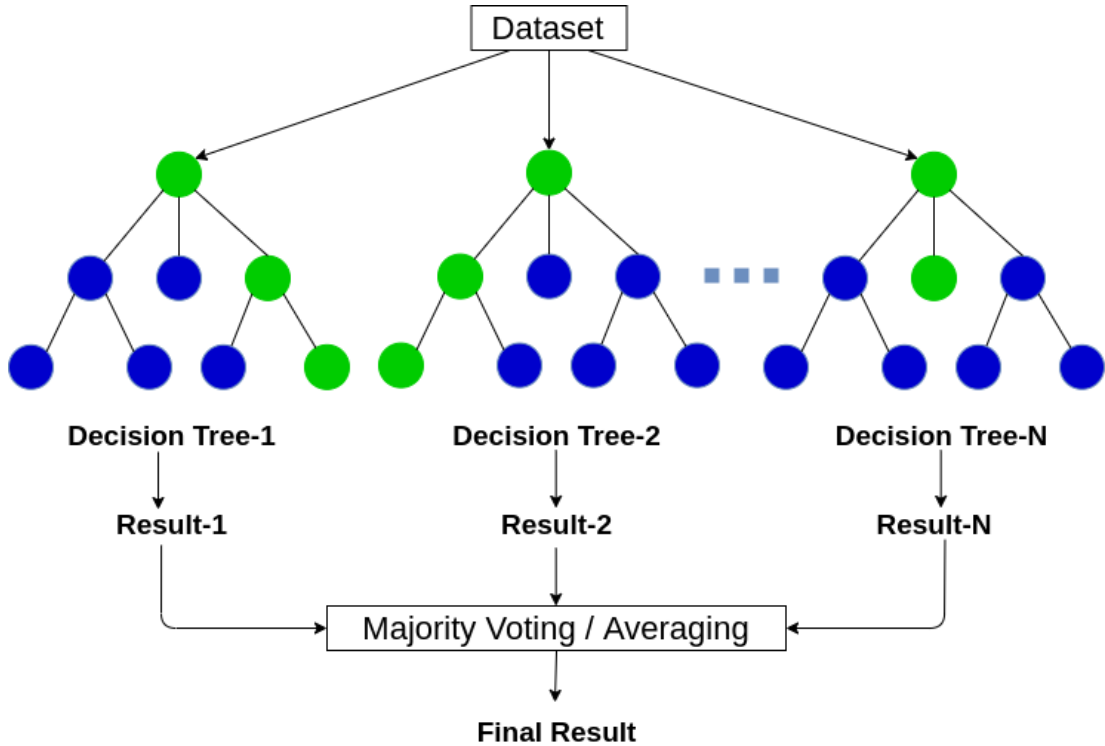 Dataset
Decision Tree-1
Decision Tree-2
Decision Tree-N
Result-1
Result-2
Result-N
Majority Voting / Averaging
Final Result